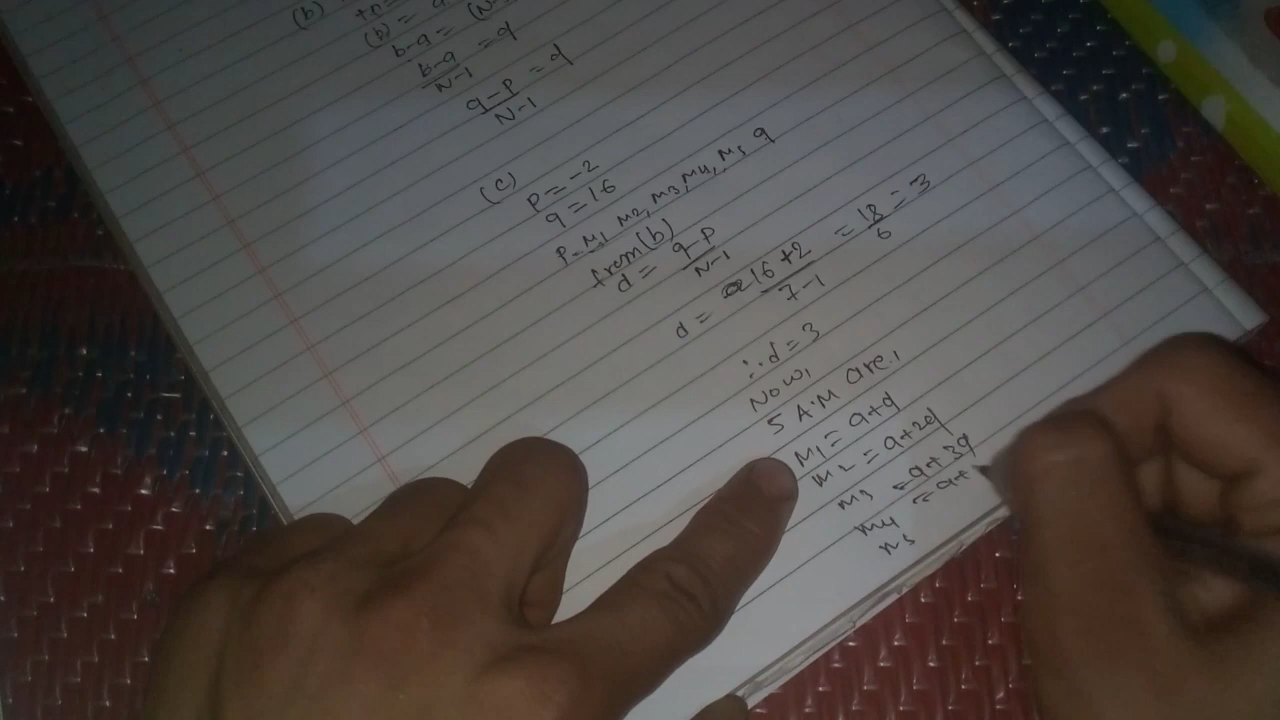 (b)
(b) =
b-a = (N-
b-a/N-1 = d
q-p/N-1 = d
(c)
p = -2
q = 16
P = M1 M2, M3, M4, M5 q
from (b)
d = q-p/N-1
d = 16+2/7-1 = 18/6 = 3
∴ d = 3
Now,
5 A.M are,
M1 = a+d
M2 = a+2d
M3 = a+3d
M4 = a+
M5